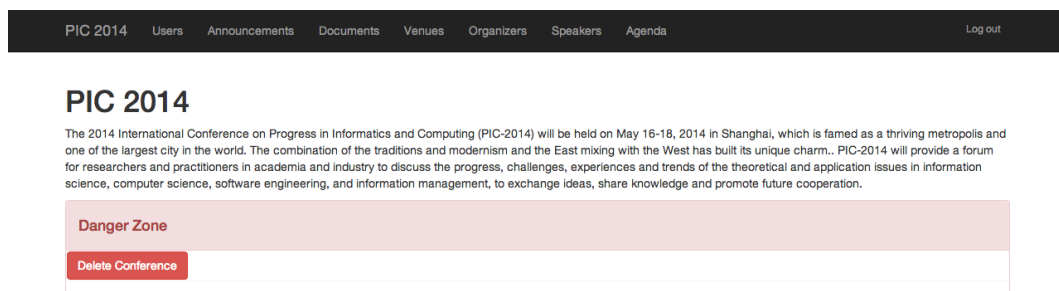 PIC 2014 Users Announcements Documents Venues Organizers Speakers Agenda Log out
PIC 2014
The 2014 International Conference on Progress in Informatics and Computing (PIC-2014) will be held on May 16-18, 2014 in Shanghai, which is famed as a thriving metropolis and
one of the largest city in the world. The combination of the traditions and modernism and the East mixing with the West has built its unique charm.. PIC-2014 will provide a forum
for researchers and practitioners in academia and industry to discuss the progress, challenges, experiences and trends of the theoretical and application issues in information
science, computer science, software engineering, and information management, to exchange ideas, share knowledge and promote future cooperation.
Danger Zone
Delete Conference